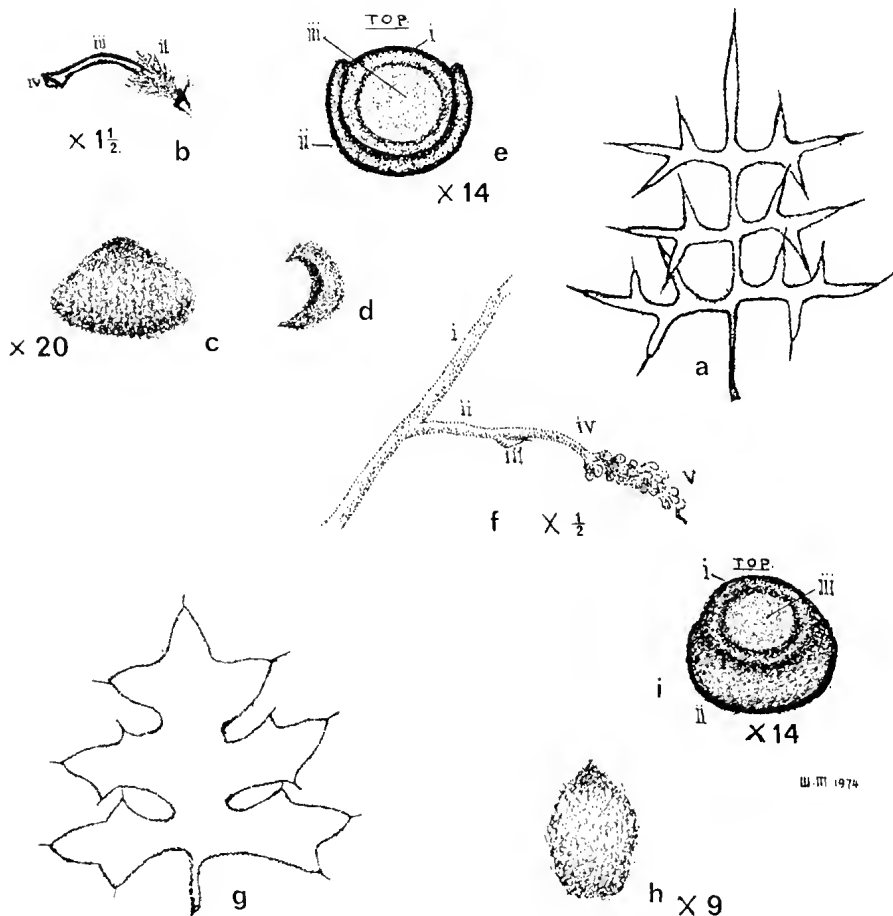 iv iii ii i
× 1½
b
TOP.
iii i
ii e
× 14
a
× 20 c
d
i
ii iv
iii v
f × ½
TOP.
i iii
i
ii
× 14
g
h × 9